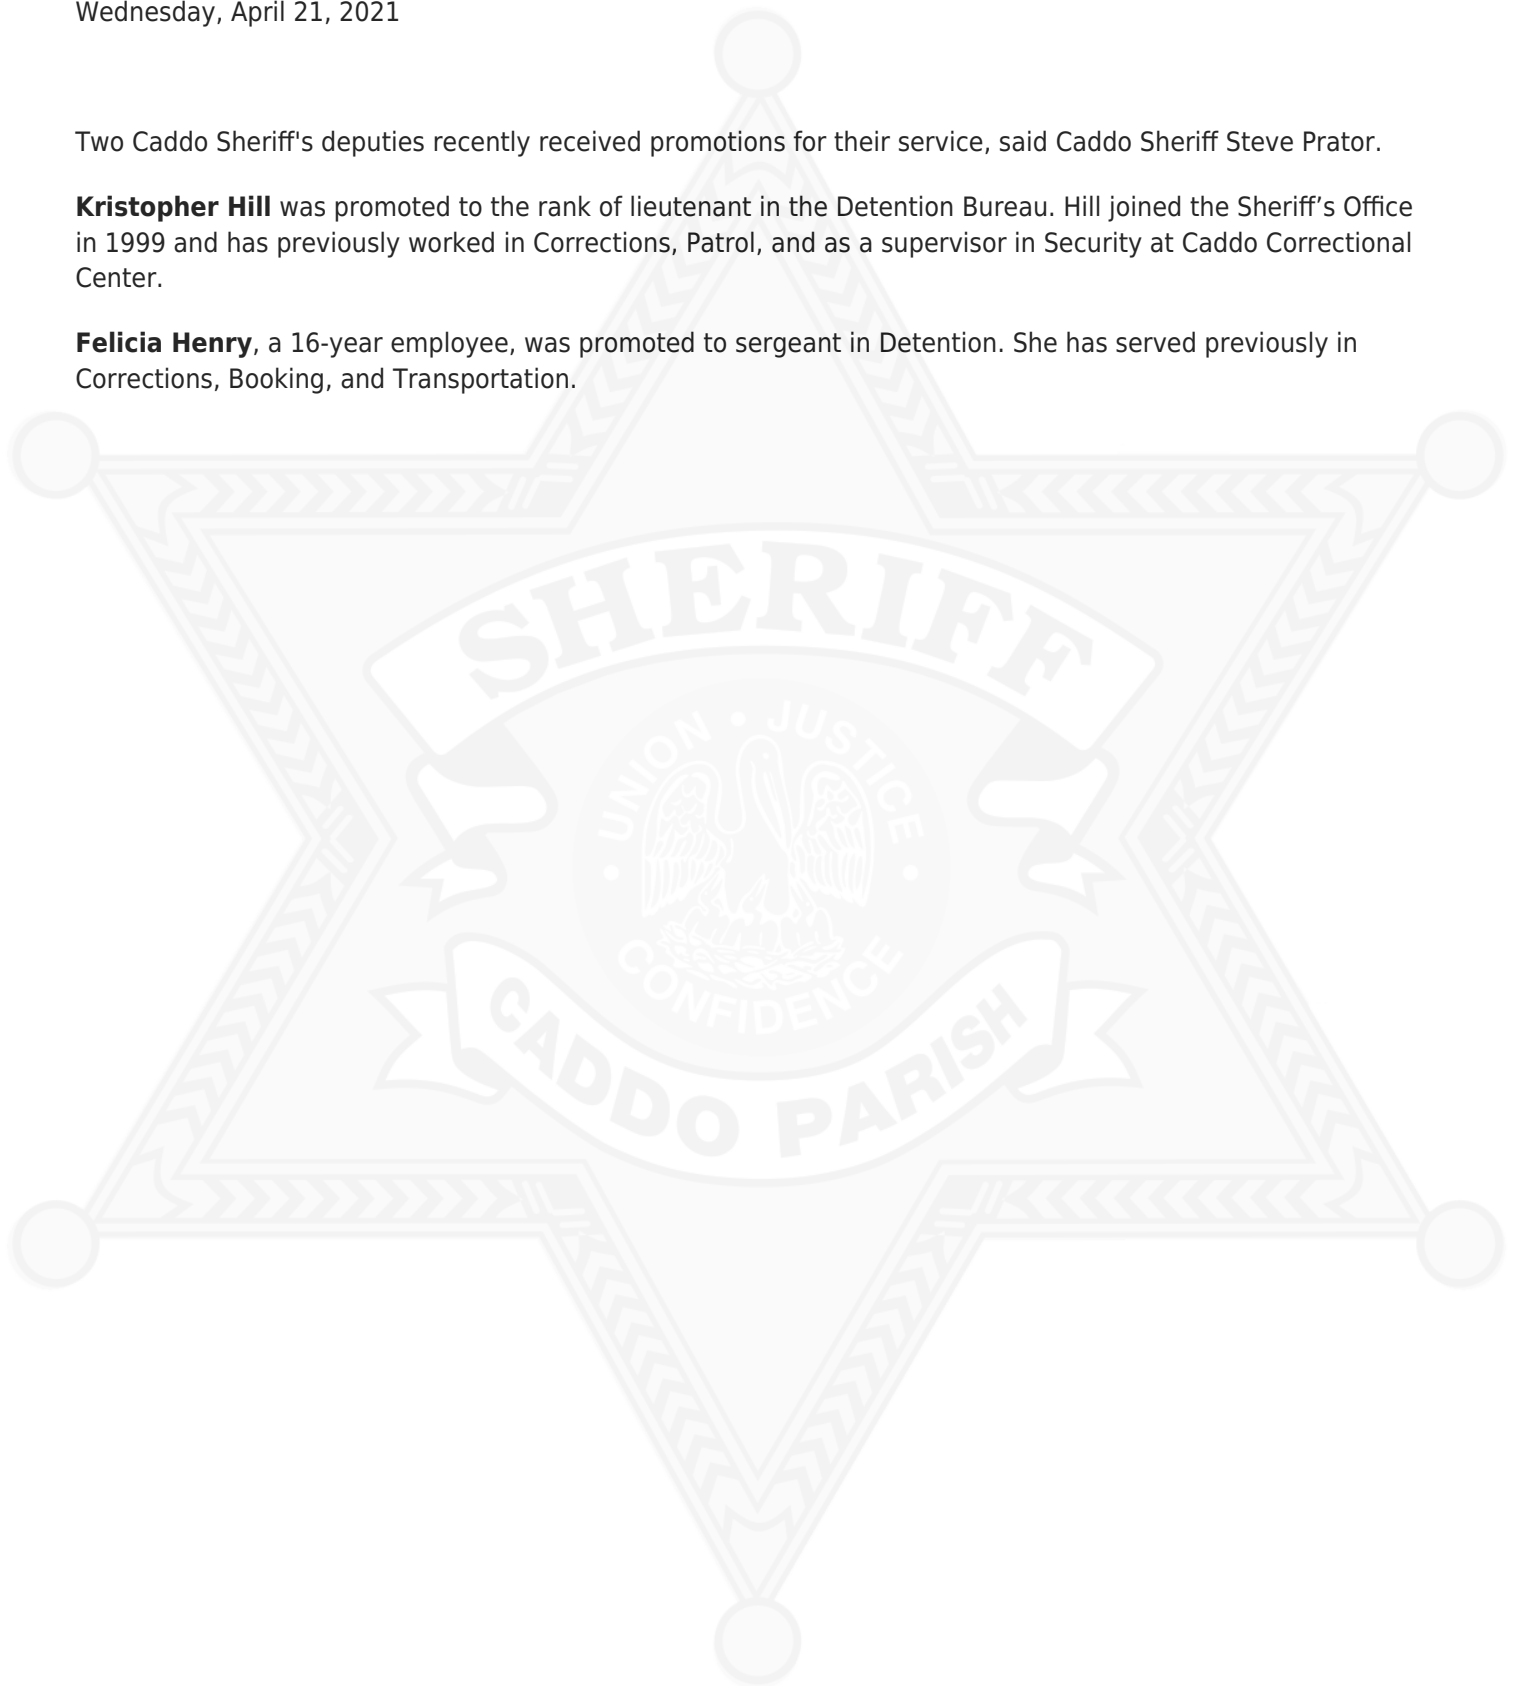 Wednesday, April 21, 2021
Two Caddo Sheriff's deputies recently received promotions for their service, said Caddo Sheriff Steve Prator.
Kristopher Hill was promoted to the rank of lieutenant in the Detention Bureau. Hill joined the Sheriff’s Office
in 1999 and has previously worked in Corrections, Patrol, and as a supervisor in Security at Caddo Correctional
Center.
Felicia Henry, a 16-year employee, was promoted to sergeant in Detention. She has served previously in
Corrections, Booking, and Transportation.
SHERIFF
UNION • JUSTICE
• CONFIDENCE •
CADDO PARISH